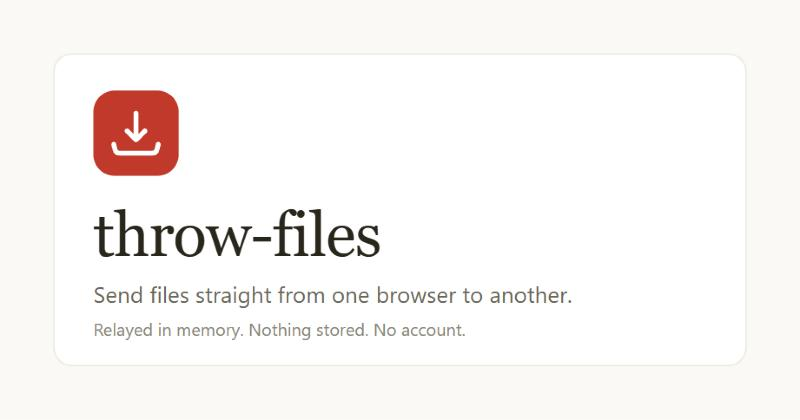 throw-files
Send files straight from one browser to another.
Relayed in memory. Nothing stored. No account.